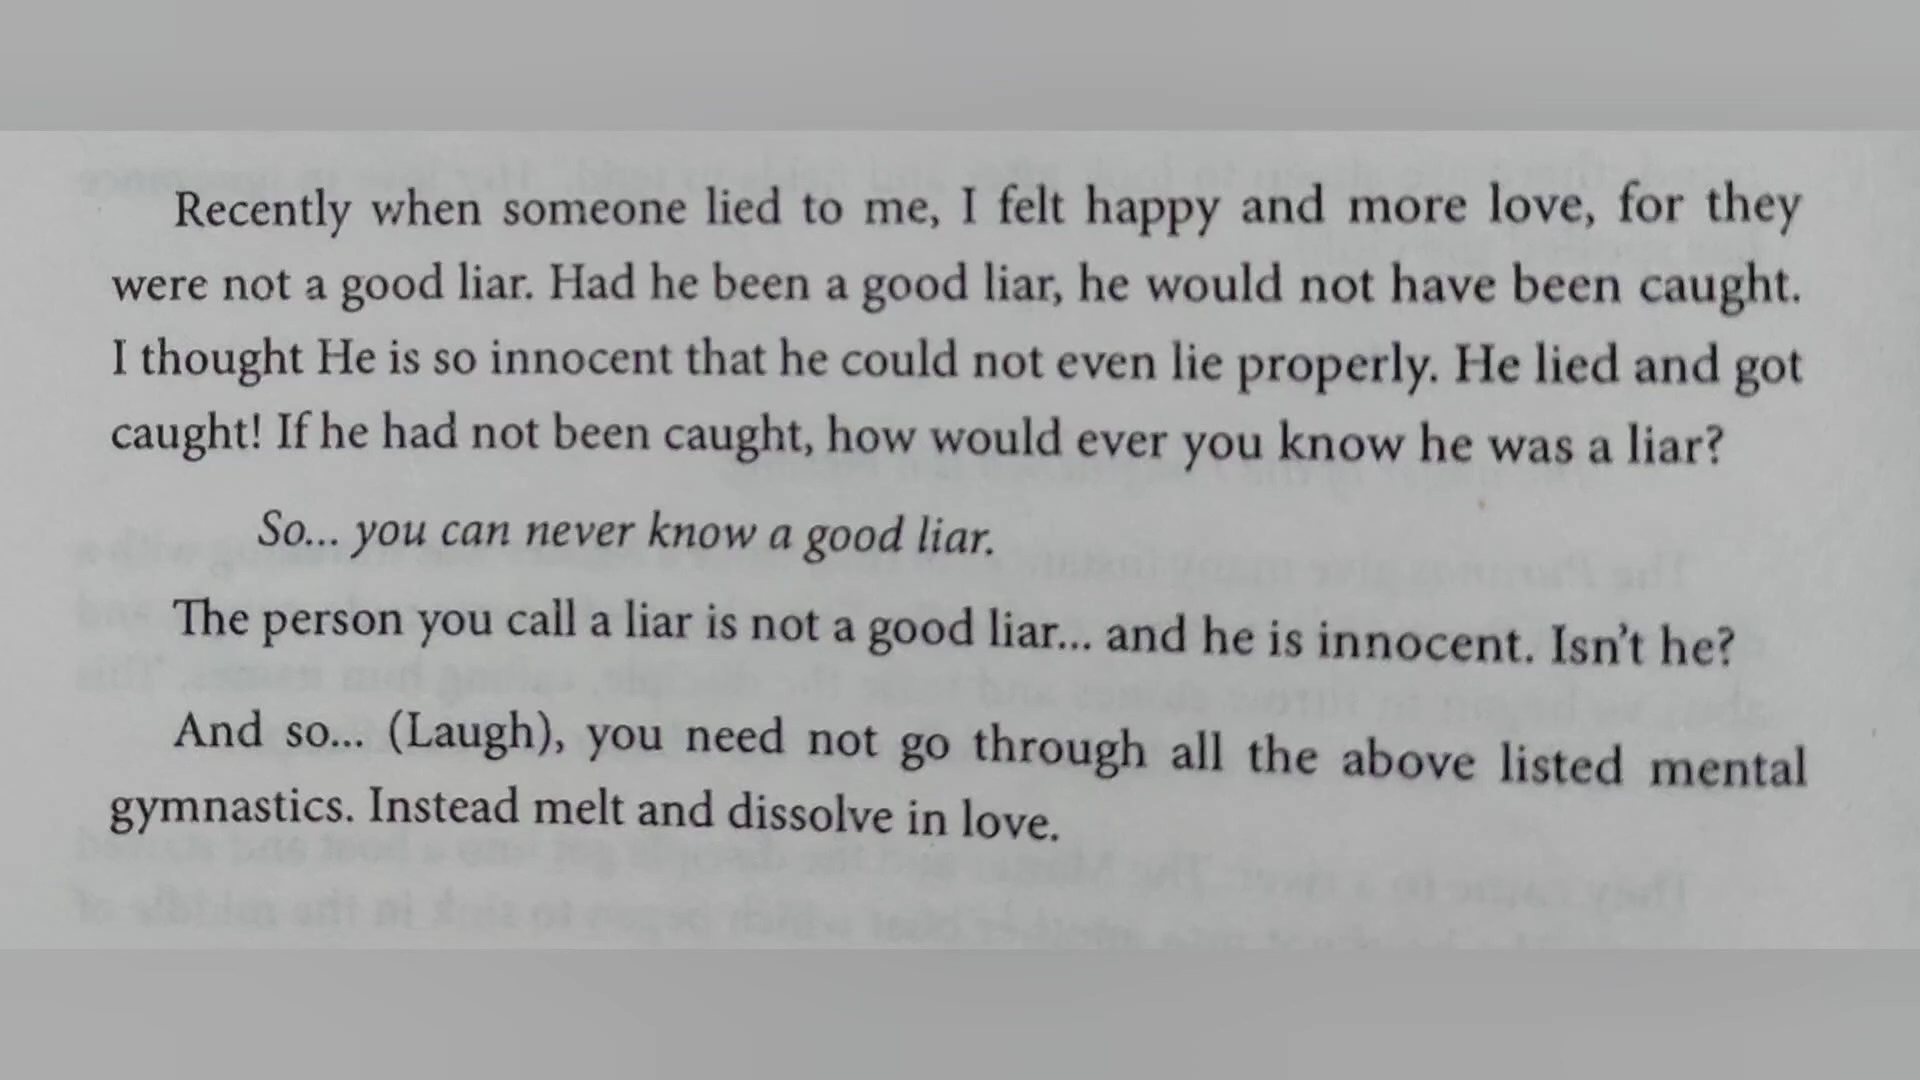 Recently when someone lied to me, I felt happy and more love, for they
were not a good liar. Had he been a good liar, he would not have been caught.
I thought He is so innocent that he could not even lie properly. He lied and got
caught! If he had not been caught, how would ever you know he was a liar?
So... you can never know a good liar.
The person you call a liar is not a good liar... and he is innocent. Isn't he?
And so... (Laugh), you need not go through all the above listed mental
gymnastics. Instead melt and dissolve in love.